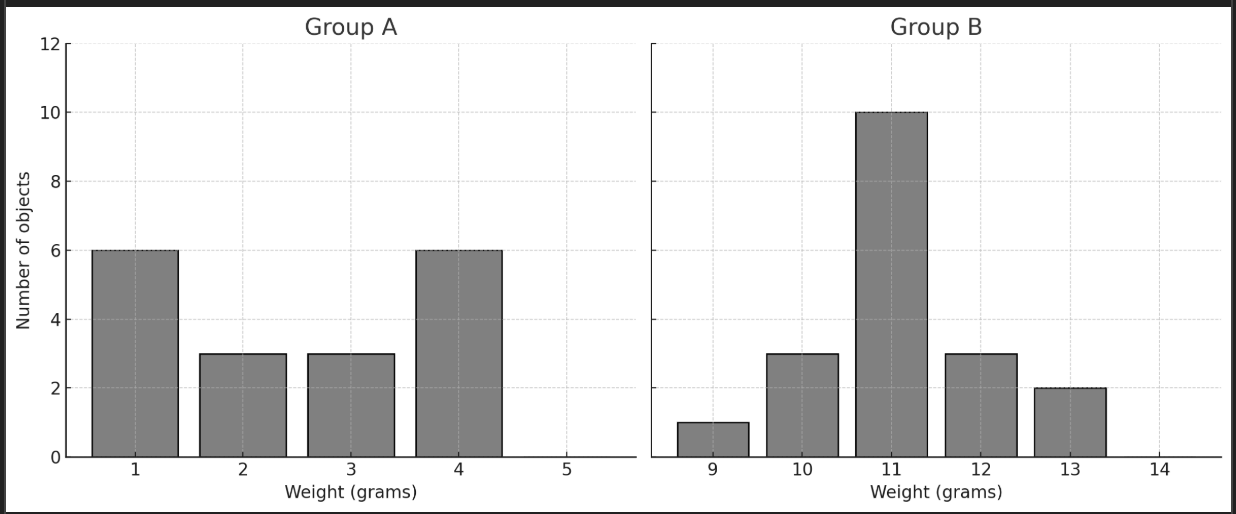 Group A
Group B
12
10
8
6
4
2
0
Number of objects
1 2 3 4 5
9 10 11 12 13 14
Weight (grams)
Weight (grams)